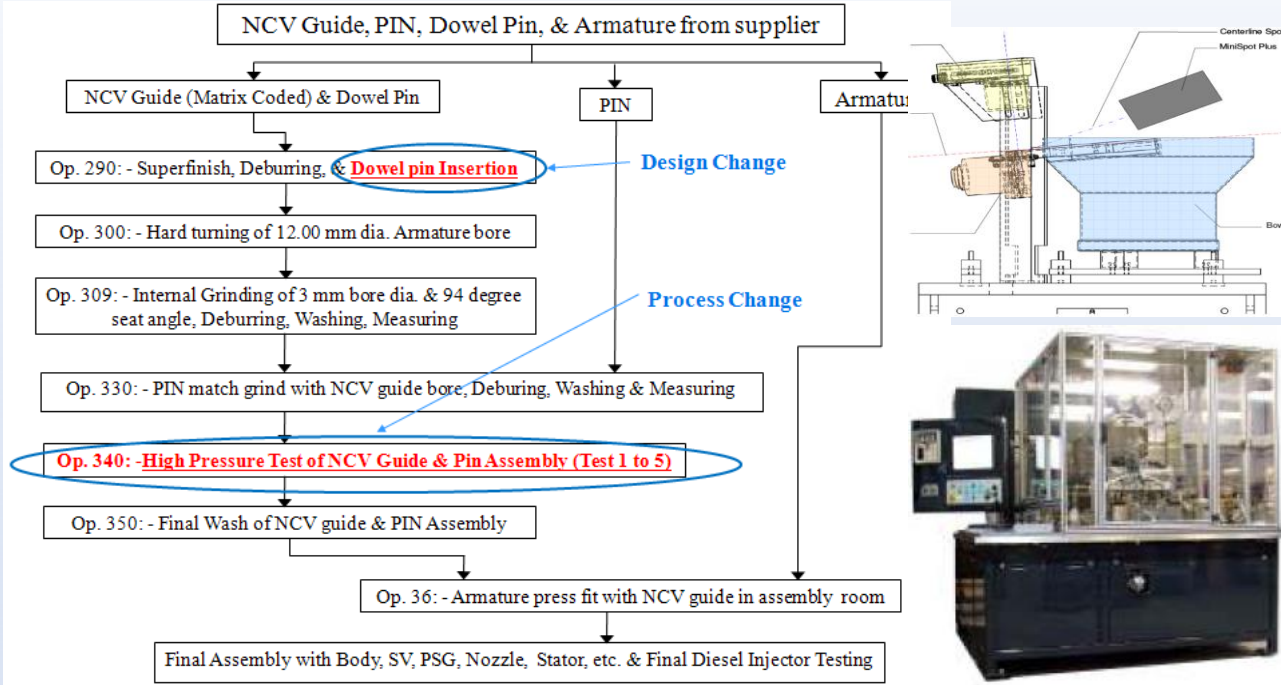 NCV Guide, PIN, Dowel Pin, & Armature from supplier
NCV Guide (Matrix Coded) & Dowel Pin
PIN
Op. 290: - Superfinish, Deburring, & Dowel pin Insertion
Design Change
Op. 300: - Hard turning of 12.00 mm dia. Armature bore
Op. 309: - Internal Grinding of 3 mm bore dia. & 94 degree
seat angle, Deburring, Washing, Measuring
Process Change
Op. 330: - PIN match grind with NCV guide bore, Deburing, Washing & Measuring
Op. 340: -High Pressure Test of NCV Guide & Pin Assembly (Test 1 to 5)
Op. 350: - Final Wash of NCV guide & PIN Assembly
Op. 36: - Armature press fit with NCV guide in assembly room
Final Assembly with Body, SV, PSG, Nozzle, Stator, etc. & Final Diesel Injector Testing
Centerline Spo
MiniSpot Plus
Bow